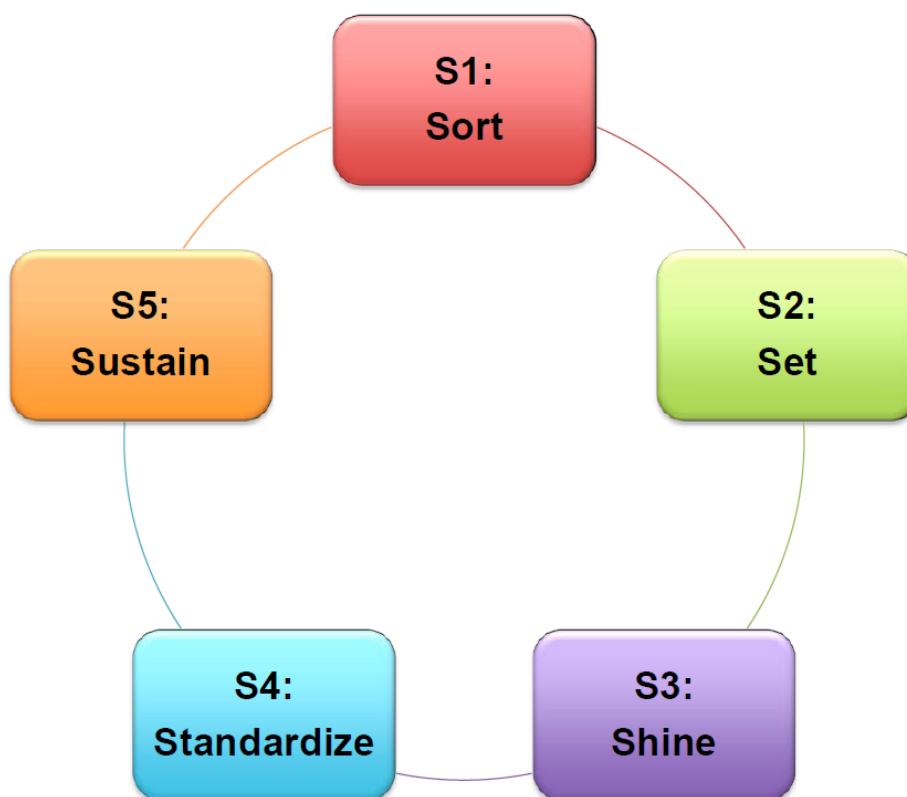 S1:
Sort
S2:
Set
S3:
Shine
S4:
Standardize
S5:
Sustain